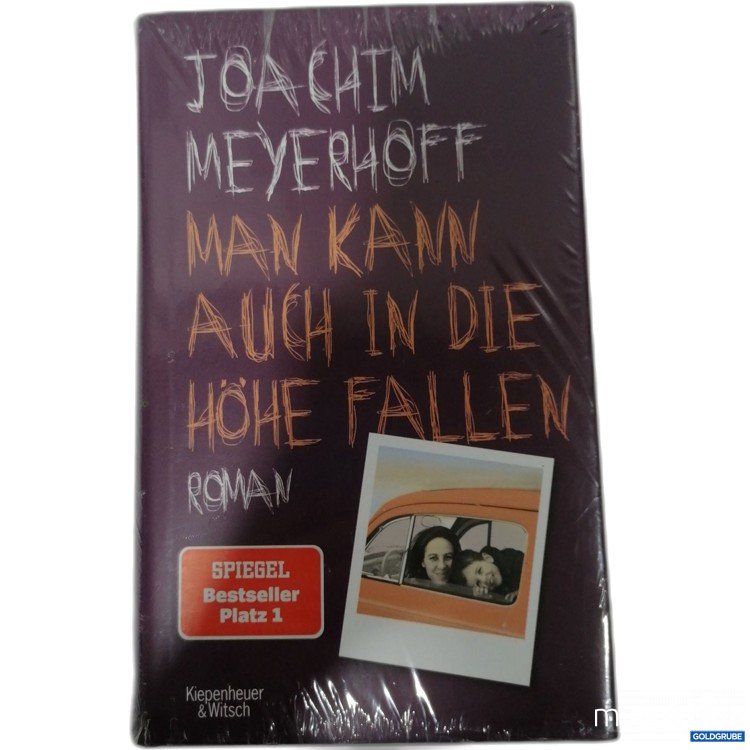 JOACHIM
MEYERHOFF
MAN KANN
AUCH IN DIE
HÖHE FALLEN
ROMAN
SPIEGEL
Bestseller
Platz 1
Kiepenheuer
& Witsch
GOLDGRUBE